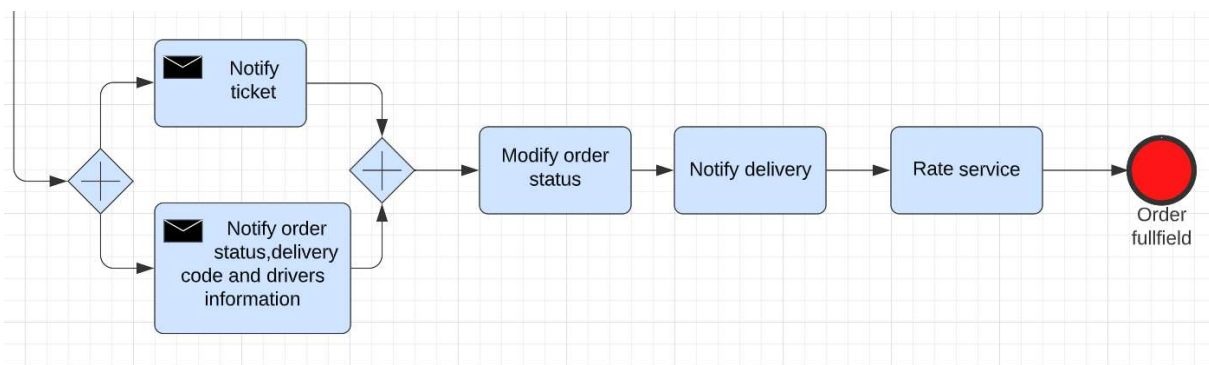 Notify
ticket
Notify order
status,delivery
code and drivers
information
Modify order
status
Notify delivery
Rate service
Order
fullfield